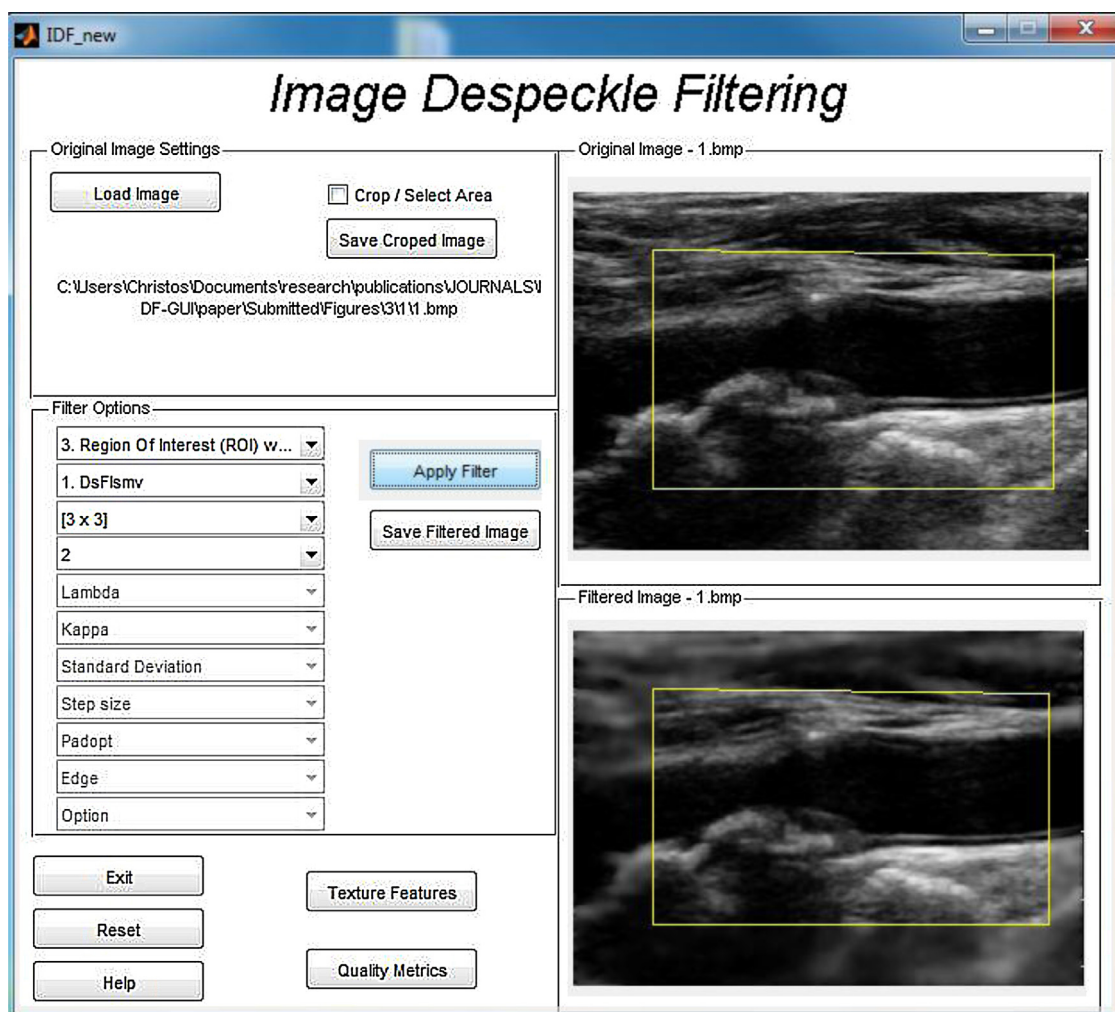 IDF_new
Image Despeckle Filtering
Original Image Settings
Load Image
Crop / Select Area
Save Croped Image
C:\Users\Christos\Documents\research\publications\JOURNALS\I
DF-GUI\paper\Submitted\Figures\3\1\1.bmp
Filter Options
3. Region Of Interest (ROI) w...
1. DsFlsmv
[3 x 3]
2
Lambda
Kappa
Standard Deviation
Step size
Padopt
Edge
Option
Apply Filter
Save Filtered Image
Exit
Reset
Help
Texture Features
Quality Metrics
Original Image - 1.bmp
Filtered Image - 1.bmp